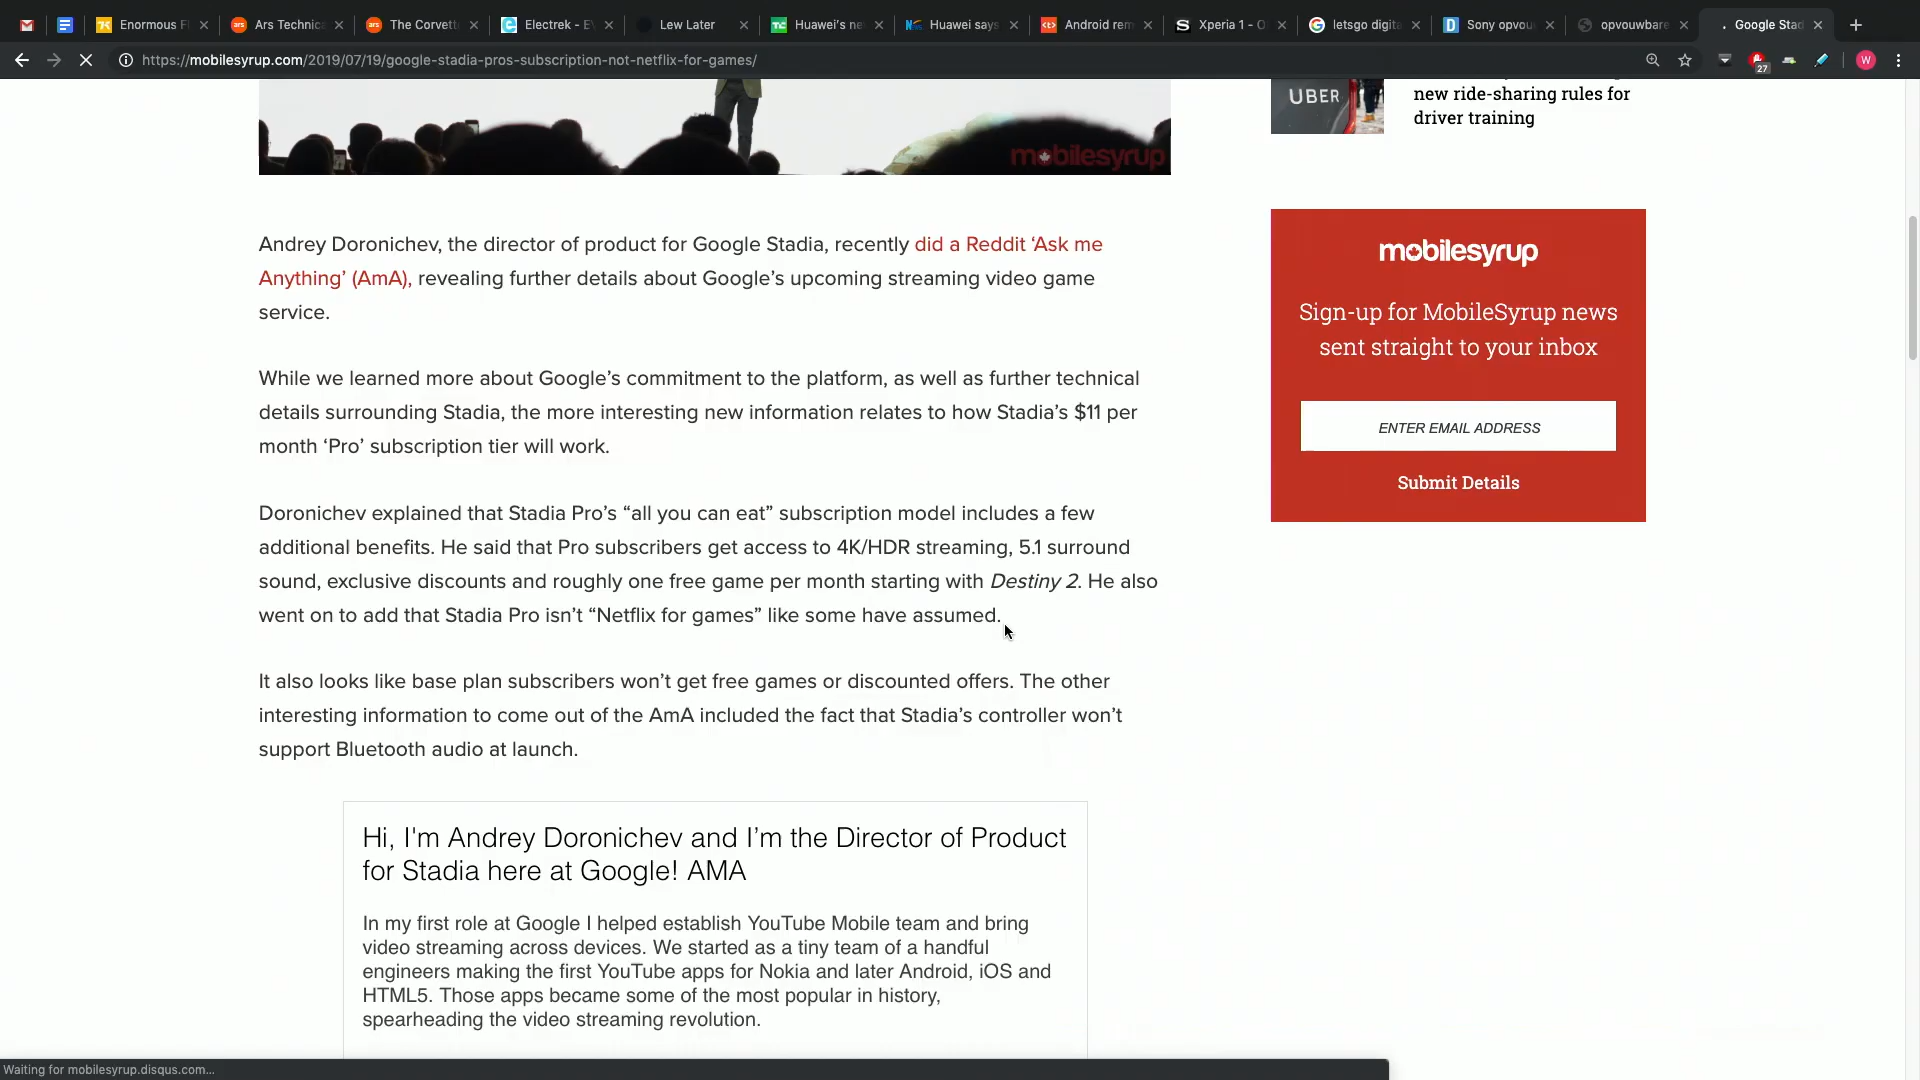 Enormous F
Ars Technic
The Corvett
Electrek - E
Lew Later
Huawei's ne
Huawei says
Android rem
Xperia 1 - O
letsgo digita
Sony opvou
opvouwbare
Google Stad
https://mobilesyrup.com/2019/07/19/google-stadia-pros-subscription-not-netflix-for-games/
27
W
UBER
new ride-sharing rules for
driver training
mobilesyrup
Andrey Doronichev, the director of product for Google Stadia, recently did a Reddit ‘Ask me
Anything’ (AmA), revealing further details about Google’s upcoming streaming video game
service.
While we learned more about Google’s commitment to the platform, as well as further technical
details surrounding Stadia, the more interesting new information relates to how Stadia’s $11 per
month ‘Pro’ subscription tier will work.
Doronichev explained that Stadia Pro’s “all you can eat” subscription model includes a few
additional benefits. He said that Pro subscribers get access to 4K/HDR streaming, 5.1 surround
sound, exclusive discounts and roughly one free game per month starting with Destiny 2. He also
went on to add that Stadia Pro isn’t “Netflix for games” like some have assumed.
It also looks like base plan subscribers won’t get free games or discounted offers. The other
interesting information to come out of the AmA included the fact that Stadia’s controller won’t
support Bluetooth audio at launch.
Hi, I'm Andrey Doronichev and I’m the Director of Product
for Stadia here at Google! AMA
In my first role at Google I helped establish YouTube Mobile team and bring
video streaming across devices. We started as a tiny team of a handful
engineers making the first YouTube apps for Nokia and later Android, iOS and
HTML5. Those apps became some of the most popular in history,
spearheading the video streaming revolution.
mobilesyrup
Sign-up for MobileSyrup news
sent straight to your inbox
ENTER EMAIL ADDRESS
Submit Details
Waiting for mobilesyrup.disqus.com...